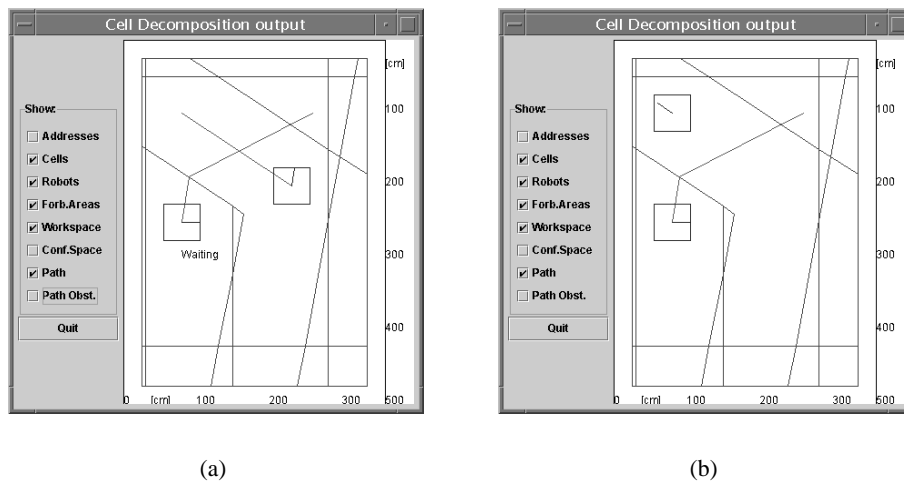 Cell Decomposition output
Show:
Addresses
Cells
Robots
Forb.Areas
Workspace
Conf.Space
Path
Path Obst.
Quit
Waiting
[cm]
100
200
300
400
0 [cm] 100 200 300 500
(a)
Cell Decomposition output
Show:
Addresses
Cells
Robots
Forb.Areas
Workspace
Conf.Space
Path
Path Obst.
Quit
[cm]
100
200
300
400
0 [cm] 100 200 300 500
(b)